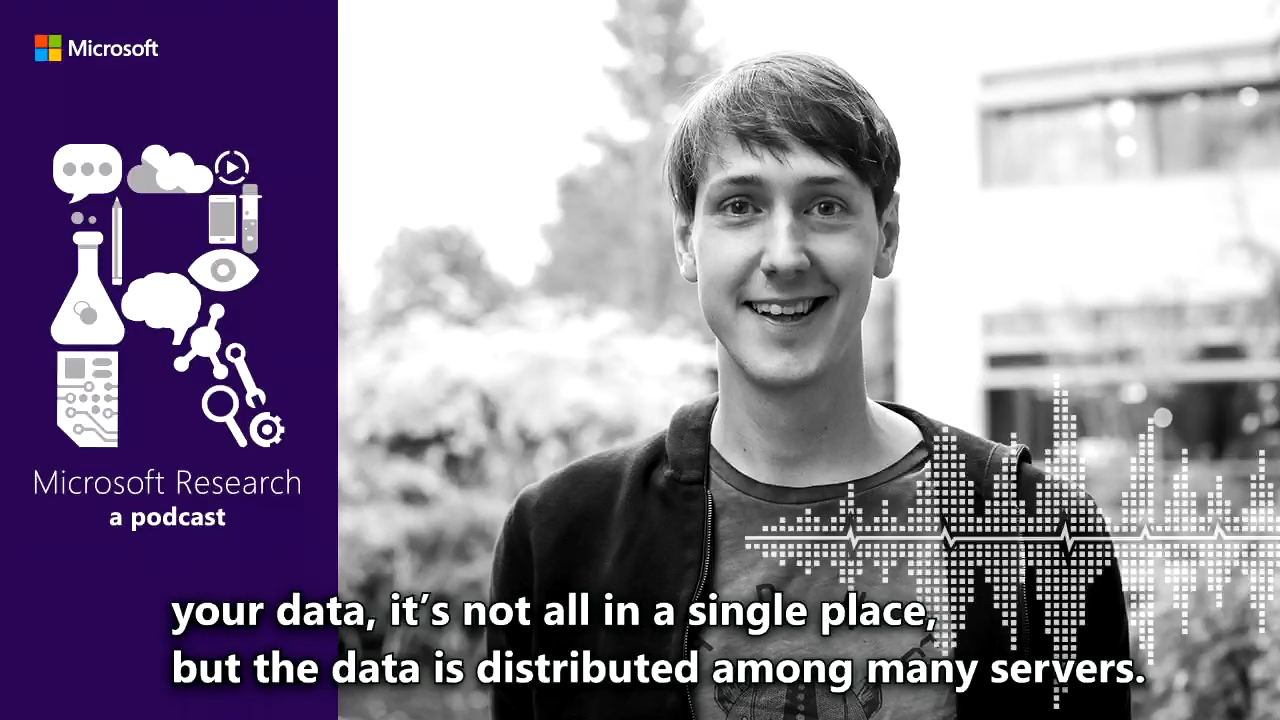 Microsoft
Microsoft Research
a podcast
your data, it’s not all in a single place,
but the data is distributed among many servers.